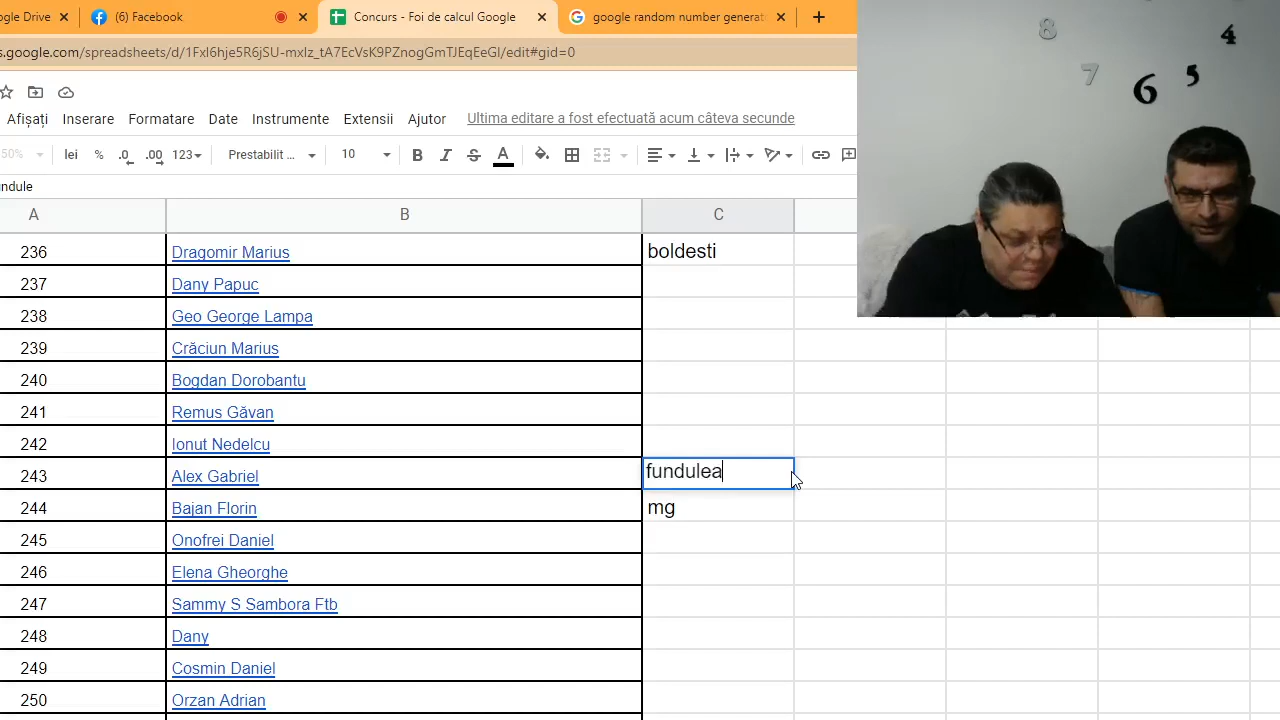 gle Drive
(6) Facebook
Concurs - Foi de calcul Google
google random number generat
s.google.com/spreadsheets/d/1FxI6hje5R6jSU-mxIz_tA7EcVsK9PZnogGmTJEqEeGI/edit#gid=0
Afișați Inserare Formatare Date Instrumente Extensii Ajutor Ultima editare a fost efectuată acum câteva secunde
50% lei % .0 .00 123 Prestabilit ... 10 B I S A
ndule
A B C
236 Dragomir Marius boldesti
237 Dany Papuc
238 Geo George Lampa
239 Crăciun Marius
240 Bogdan Dorobantu
241 Remus Găvan
242 Ionut Nedelcu
243 Alex Gabriel fundulea
244 Bajan Florin mg
245 Onofrei Daniel
246 Elena Gheorghe
247 Sammy S Sambora Ftb
248 Dany
249 Cosmin Daniel
250 Orzan Adrian
8 7 6 5 4